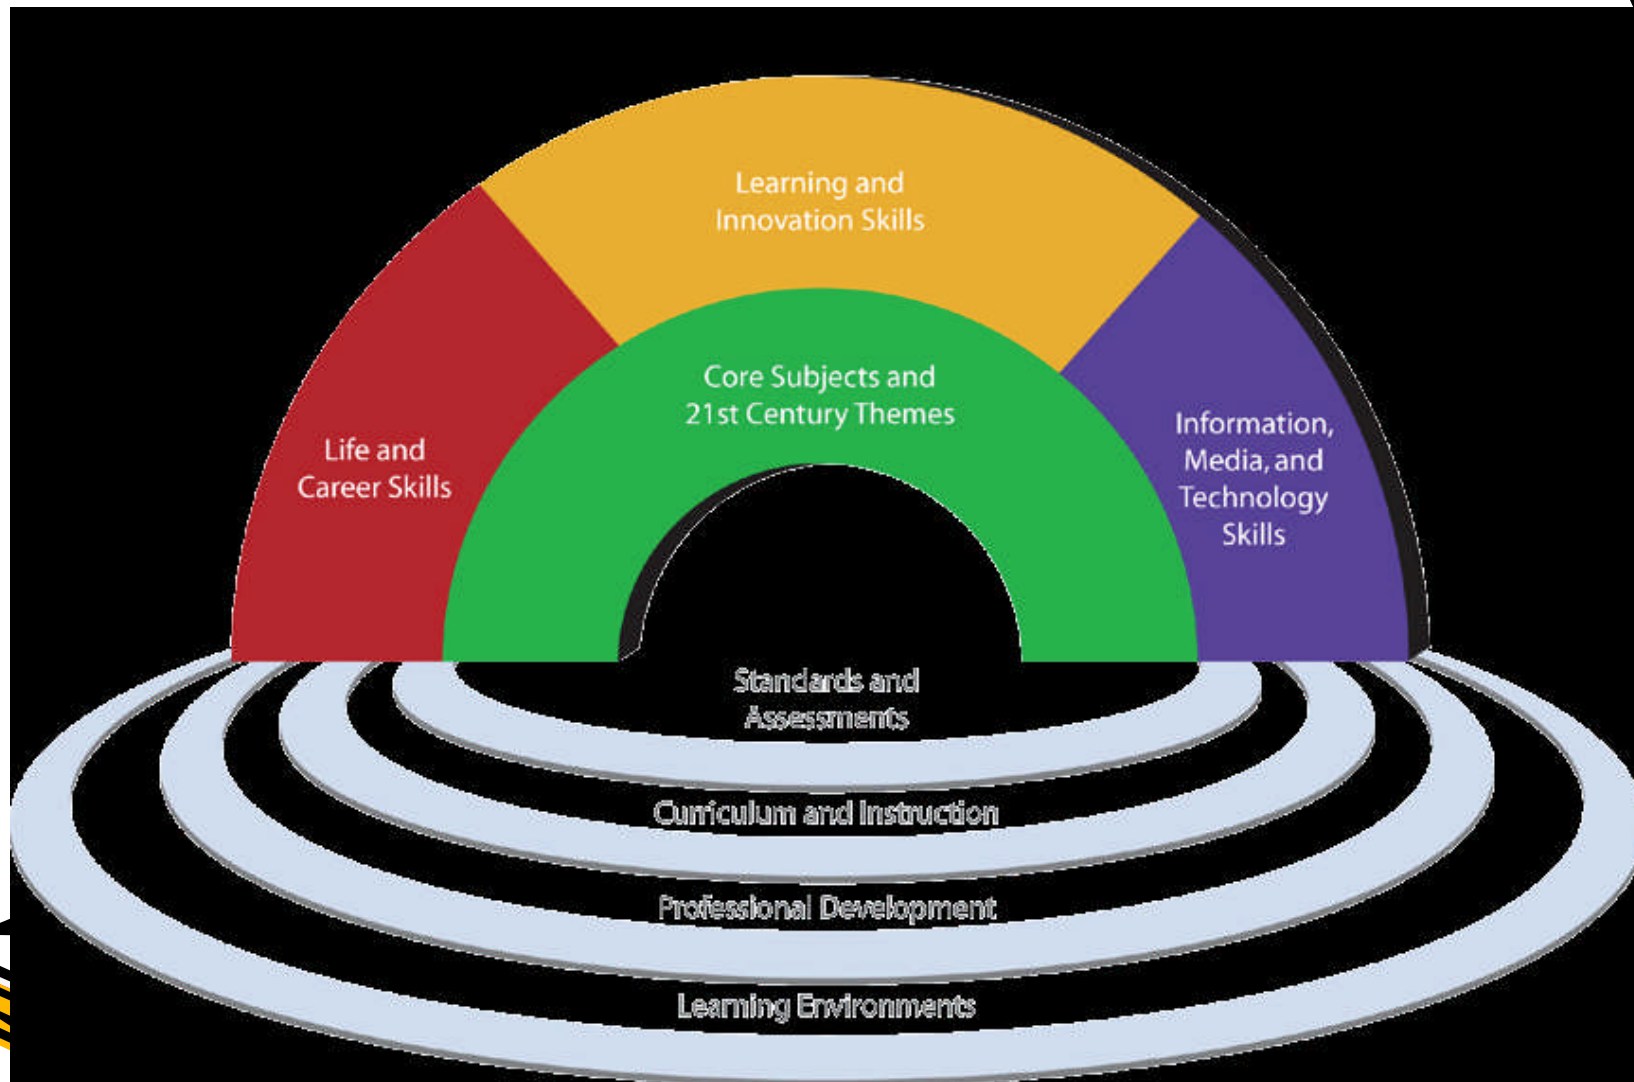 Learning and
Innovation Skills
Core Subjects and
21st Century Themes
Life and
Career Skills
Information,
Media, and
Technology
Skills
Standards and
Assessments
Curriculum and Instruction
Professional Development
Learning Environments